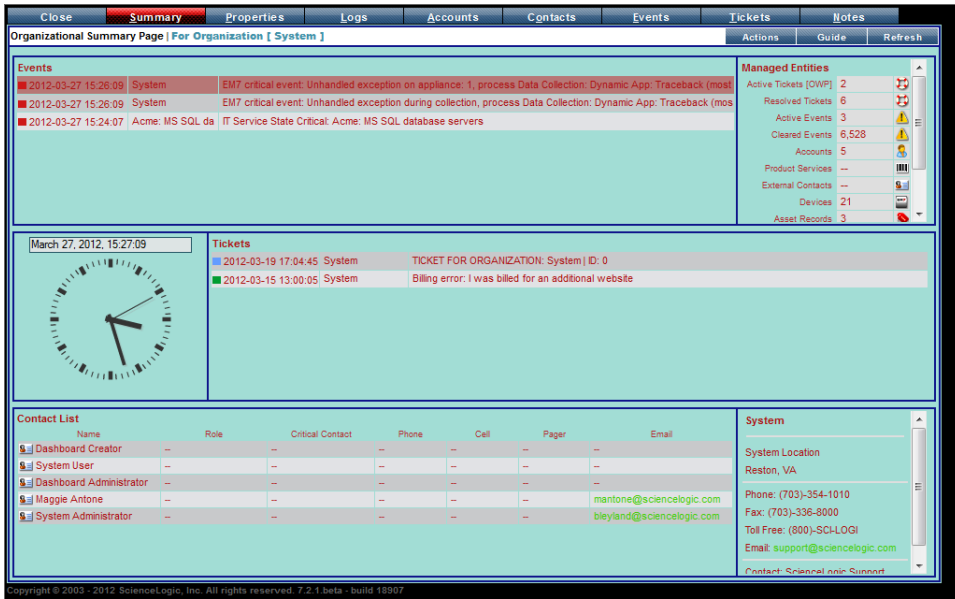 Close Summary Properties Logs Accounts Contacts Events Tickets Notes
Organizational Summary Page | For Organization [ System ] Actions Guide Refresh
Events
2012-03-27 15:26:09 System EM7 critical event: Unhandled exception on appliance: 1, process Data Collection: Dynamic App: Traceback (most
2012-03-27 15:26:09 System EM7 critical event: Unhandled exception during collection, process Data Collection: Dynamic App: Traceback (mos
2012-03-27 15:24:07 Acme: MS SQL da IT Service State Critical: Acme: MS SQL database servers
Managed Entities
Active Tickets [OWP] 2
Resolved Tickets 6
Active Events 3
Cleared Events 6,528
Accounts 5
Product Services --
External Contacts --
Devices 21
Asset Records 3
March 27, 2012, 15:27:09
Tickets
2012-03-19 17:04:45 System TICKET FOR ORGANIZATION: System | ID: 0
2012-03-15 13:00:05 System Billing error: I was billed for an additional website
Contact List
Name Role Critical Contact Phone Cell Pager Email
Dashboard Creator -- -- -- -- -- --
System User -- -- -- -- -- --
Dashboard Administrator -- -- -- -- -- --
Maggie Antone -- -- -- -- -- mantone@sciencelogic.com
System Administrator -- -- -- -- -- bleyland@sciencelogic.com
System
System Location
Reston, VA
Phone: (703)-354-1010
Fax: (703)-336-8000
Toll Free: (800)-SCI-LOGI
Email: support@sciencelogic.com
Contact: ScienceLogic Support
Copyright © 2003 - 2012 ScienceLogic, Inc. All rights reserved. 7.2.1.beta - build 18907